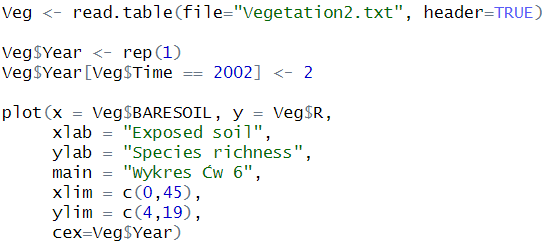 Veg <- read.table(file="Vegetation2.txt", header=TRUE)
Veg$Year <- rep(1)
Veg$Year[Veg$Time == 2002] <- 2
plot(x = Veg$BARESOIL, y = Veg$R,
xlab = "Exposed soil",
ylab = "Species richness",
main = "Wykres Ćw 6",
xlim = c(0,45),
ylim = c(4,19),
cex=Veg$Year)